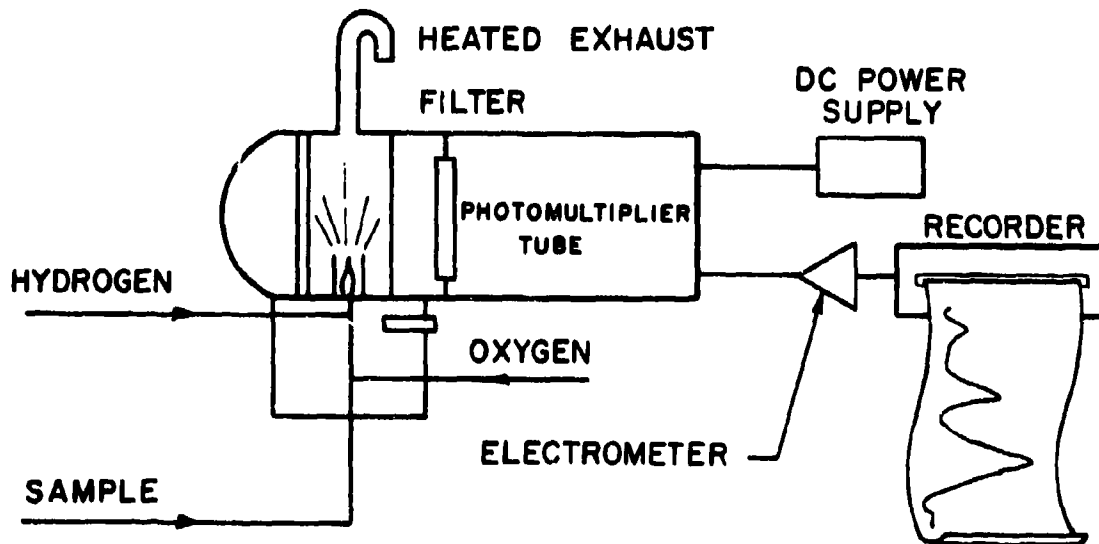 HEATED EXHAUST
FILTER
DC POWER
SUPPLY
PHOTOMULTIPLIER
TUBE
RECORDER
HYDROGEN
OXYGEN
ELECTROMETER
SAMPLE